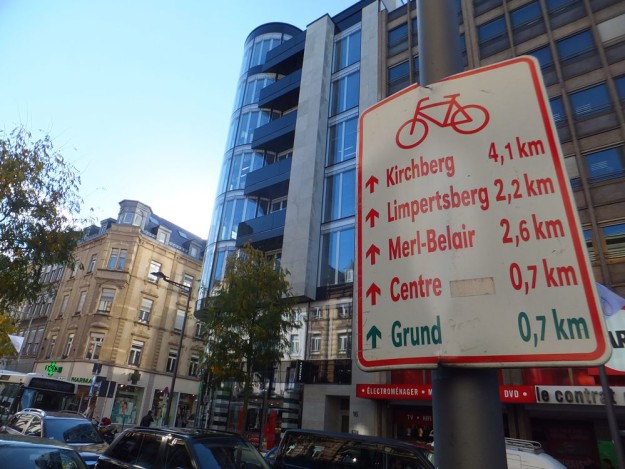 Kirchberg 4,1 km
Limpertsberg 2,2 km
Merl-Belair 2,6 km
Centre 0,7 km
Grund 0,7 km
ÉLECTROMÉNAGER
DVD
le contrat